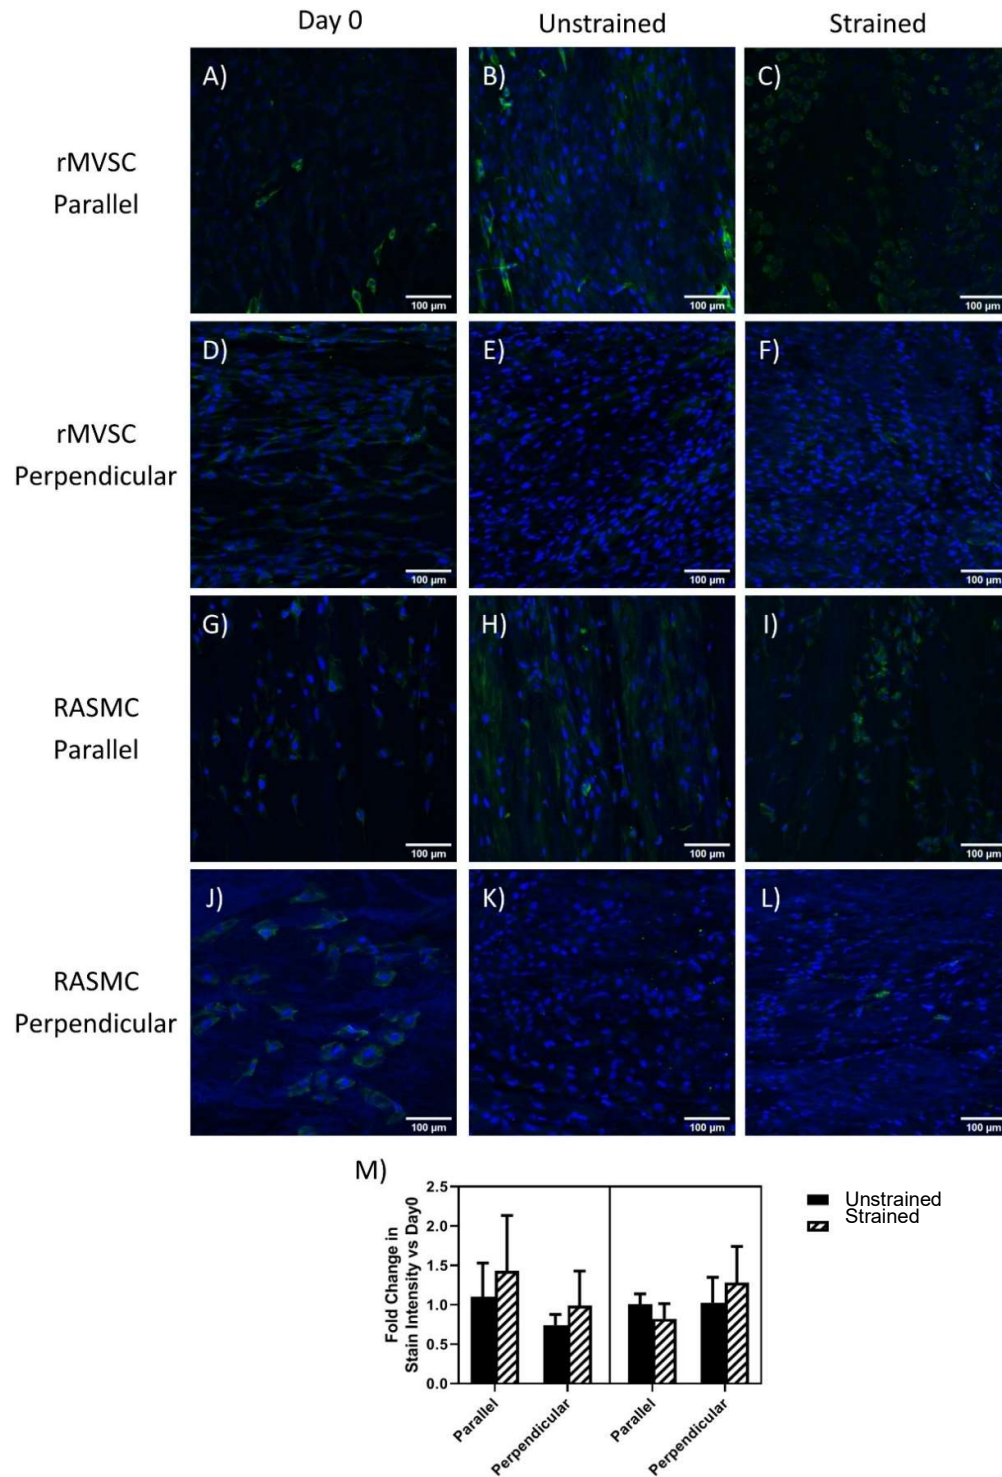 Day 0
Unstrained
Strained
rMVSC
Parallel
A)
100 µm
B)
100 µm
C)
100 µm
rMVSC
Perpendicular
D)
100 µm
E)
100 µm
F)
100 µm
RASMC
Parallel
G)
100 µm
H)
100 µm
I)
100 µm
RASMC
Perpendicular
J)
100 µm
K)
100 µm
L)
100 µm
M)
Fold Change in
Stain Intensity vs Day0
2.5
2.0
1.5
1.0
0.5
0.0
Parallel
Perpendicular
Parallel
Perpendicular
Unstrained
Strained